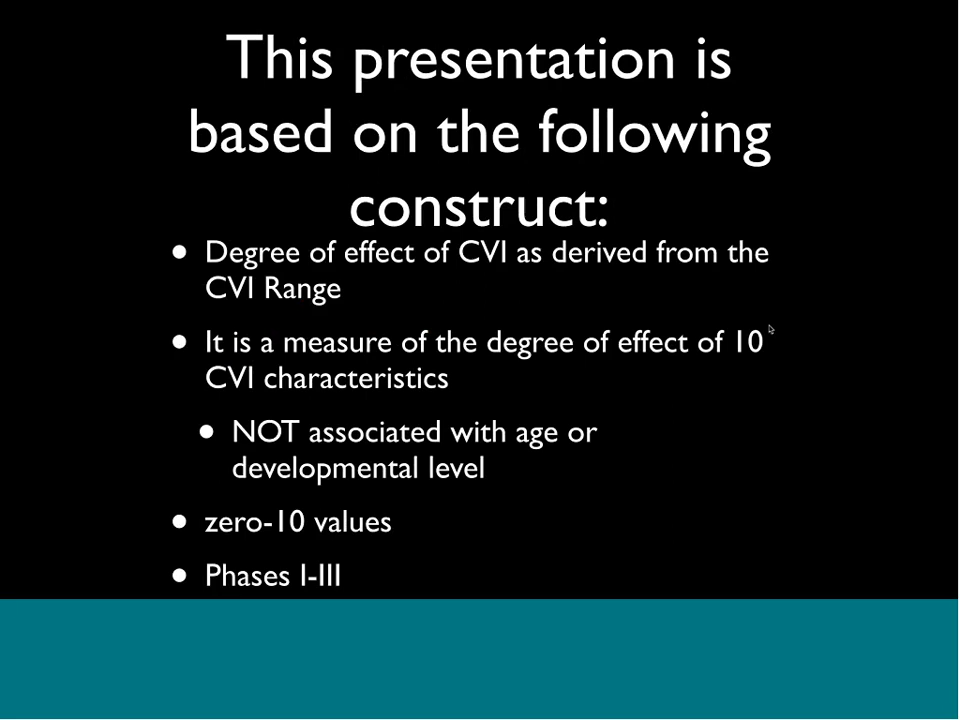 This presentation is
based on the following
construct:
• Degree of effect of CVI as derived from the
CVI Range
• It is a measure of the degree of effect of 10
CVI characteristics
• NOT associated with age or
developmental level
• zero-10 values
• Phases I-III